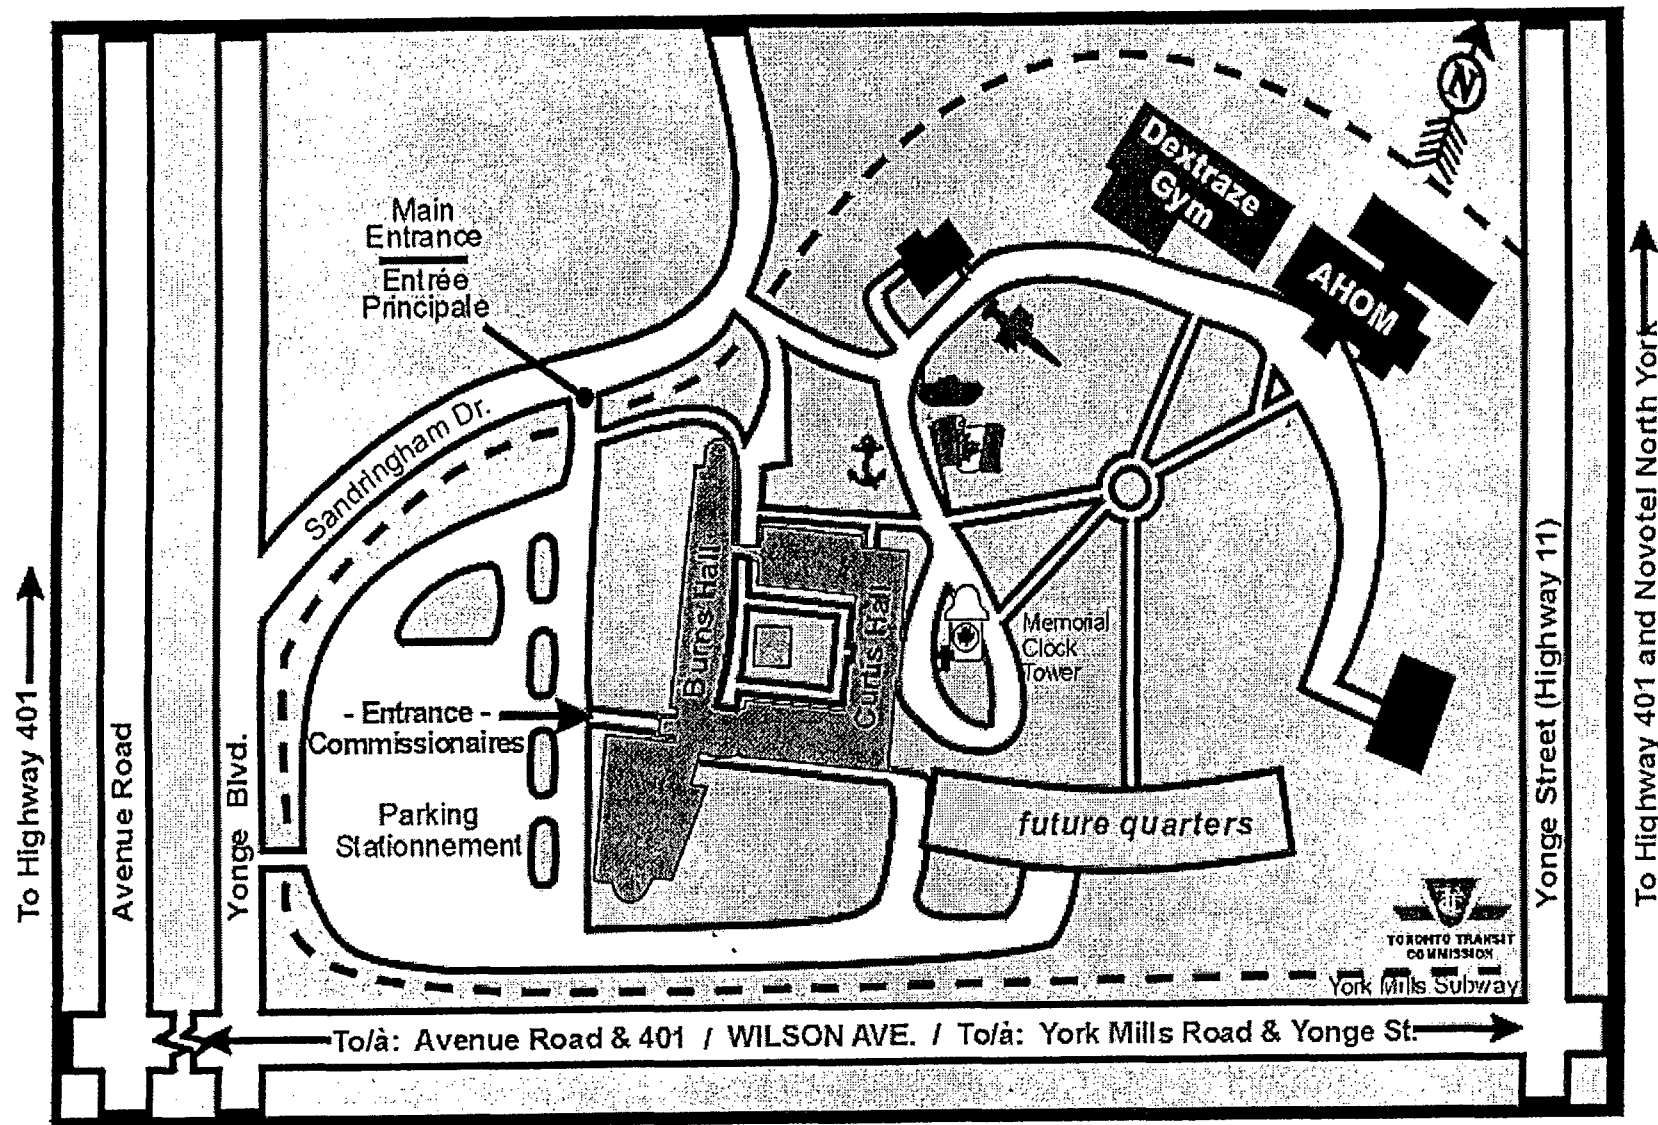 N
Dextraze
Gym
AHOM
Main
Entrance
Entrée
Principale
Sandringham Dr.
Burns Hall
Curtis Hall
Memorial
Clock
Tower
- Entrance -
Commissionaires
Parking
Stationnement
future quarters
To Highway 401
Avenue Road
Yonge Blvd.
Yonge Street (Highway 11)
To Highway 401 and Novotel North York
TORONTO TRANSIT
COMMISSION
York Mills Subway
To/à: Avenue Road & 401 / WILSON AVE. / To/à: York Mills Road & Yonge St.